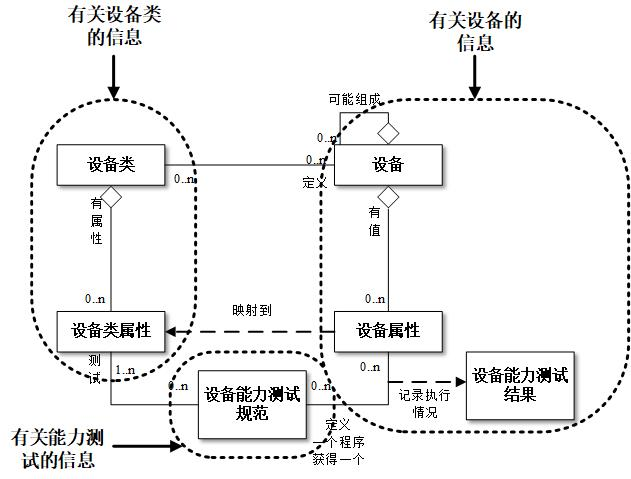 有关设备类
的信息
有关设备的
信息
可能组成
0..n
设备类
0..n
0..n
定义
设备
有
属
性
有
值
0..n
0..n
设备类属性
映射到
设备属性
测
试
1..n
0..n
0..n
设备能力测试
规范
0..n
记录执行
情况
设备能力测试
结果
定义
一个程序
获得一个
有关能力测
试的信息